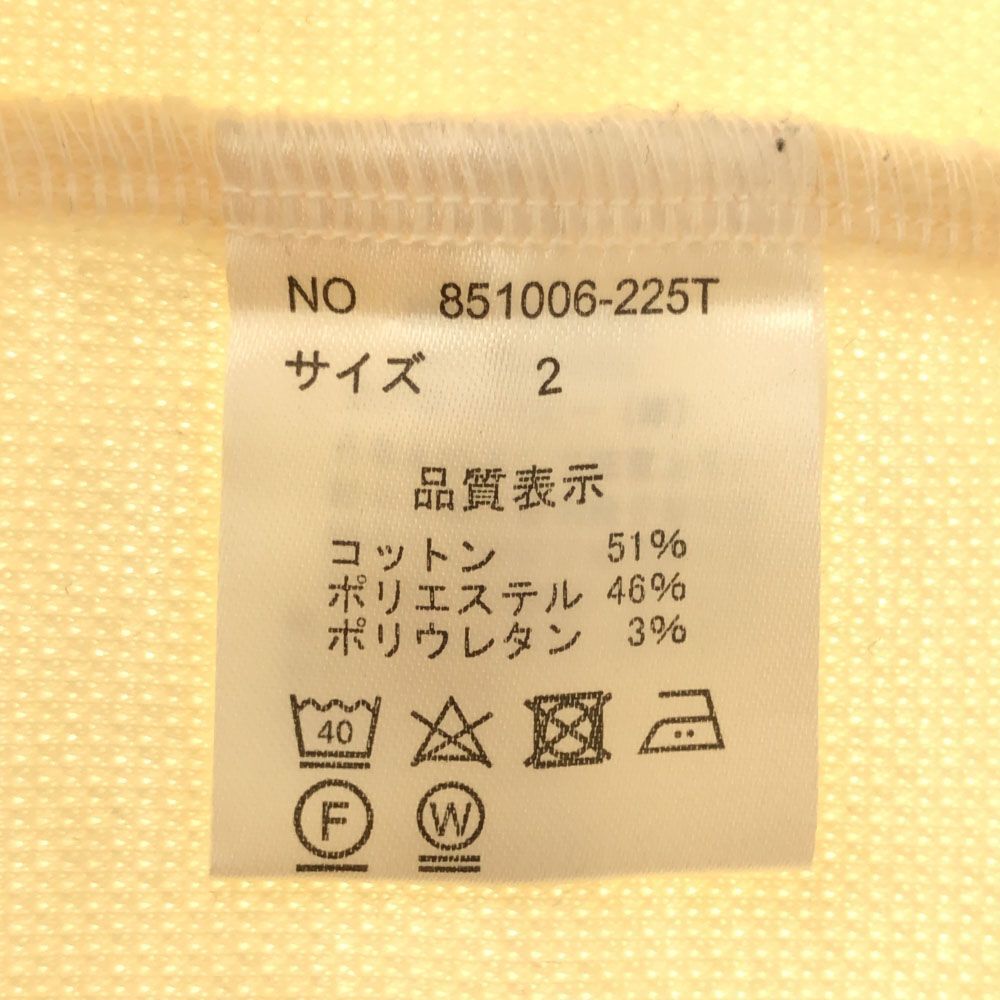 NO 851006-225T
サイズ 2
品質表示
コットン 51%
ポリエステル 46%
ポリウレタン 3%
40
F W